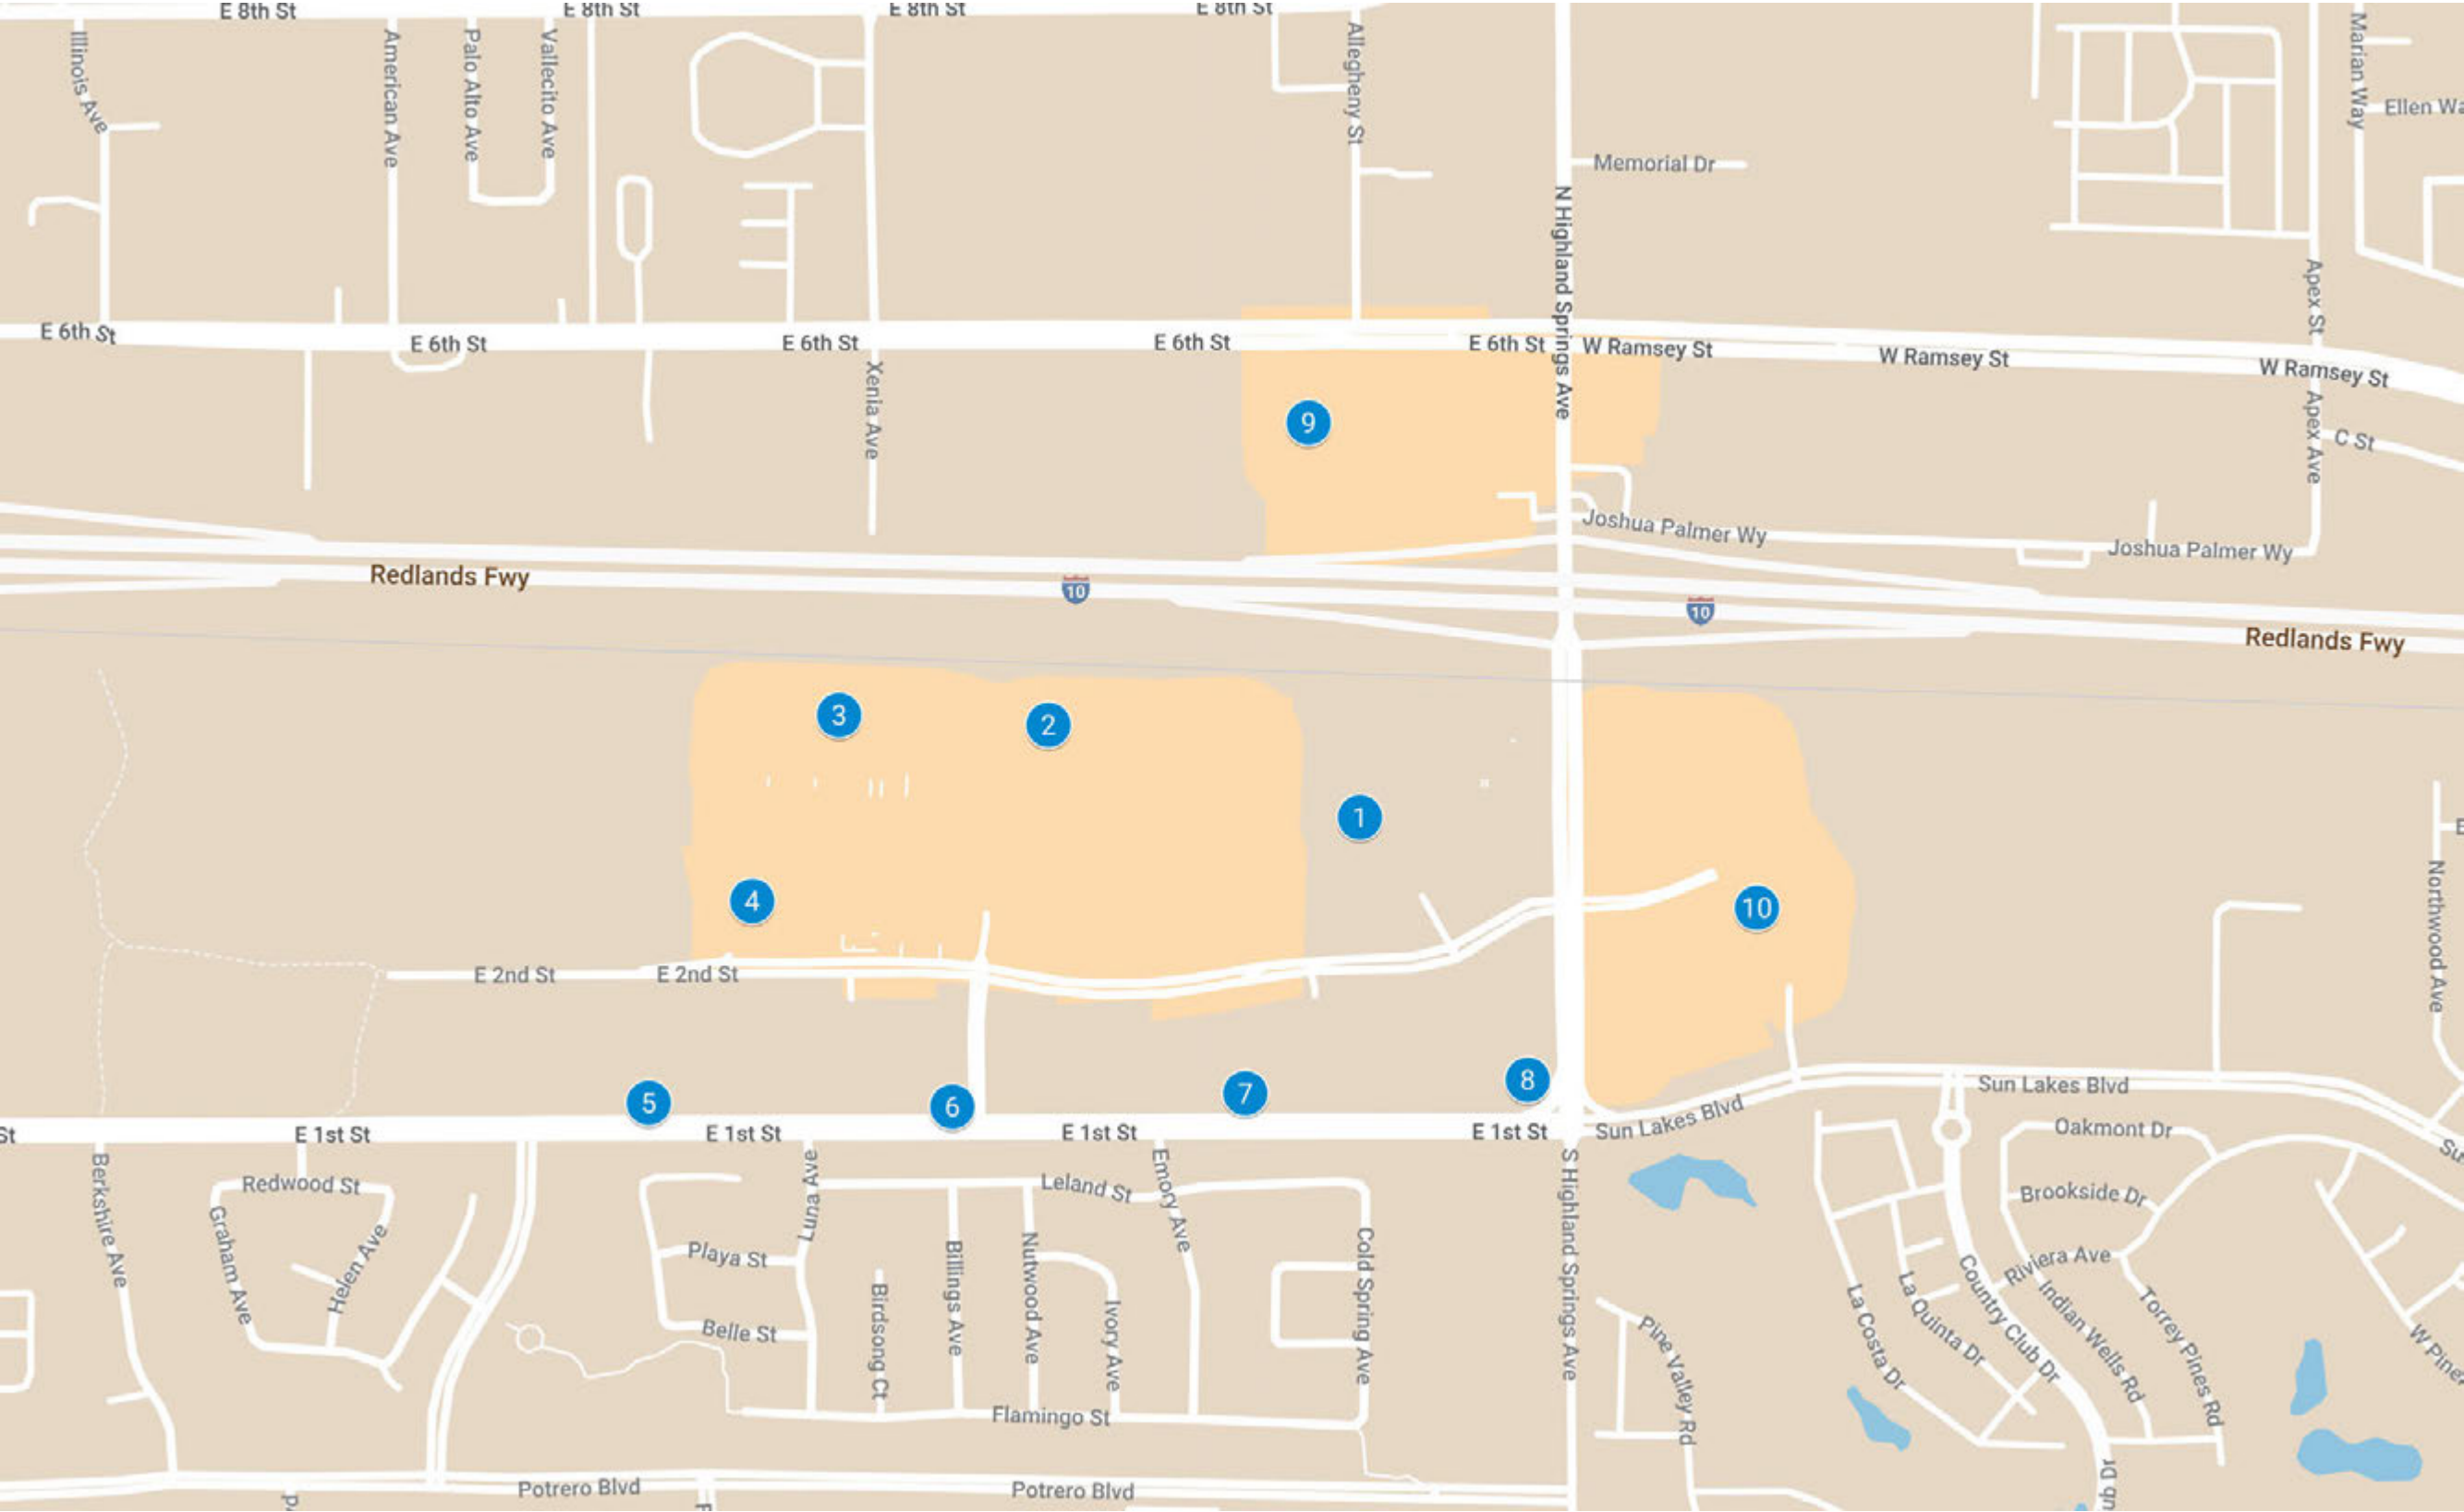 E 8th St
E 8th St
E 8th St
E 8th St
Illinois Ave
American Ave
Palo Alto Ave
Vallecito Ave
Allegheny St
Marian Way
Memorial Dr
N Highland Springs Ave
Apex St
E 6th St
E 6th St
E 6th St
E 6th St
E 6th St
W Ramsey St
W Ramsey St
W Ramsey St
Xenia Ave
9
Apex Ave
C St
Joshua Palmer Wy
Joshua Palmer Wy
Redlands Fwy
10
10
Redlands Fwy
3
2
1
4
10
Northwood Ave
E 2nd St
E 2nd St
5
6
7
8
Sun Lakes Blvd
Sun Lakes Blvd
St
E 1st St
E 1st St
E 1st St
E 1st St
Oakmont Dr
Berkshire Ave
Redwood St
Graham Ave
Helen Ave
Luna Ave
Leland St
Emory Ave
S Highland Springs Ave
Brookside Dr
Playa St
Billings Ave
Nutwood Ave
Cold Spring Ave
Riviera Ave
Birdsong Ct
Ivory Ave
La Costa Dr
La Quinta Dr
Country Club Dr
Indian Wells Rd
Torrey Pines Rd
Belle St
Pine Valley Rd
Flamingo St
Potrero Blvd
Potrero Blvd